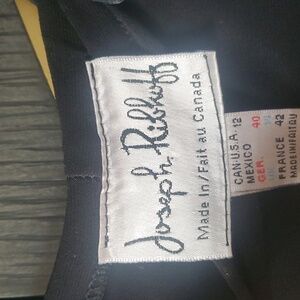 Joseph Ribkoff
Made In/Fait au Canada
CAN-U.S.A. 12
MEXICO 40
GER.
FRANCE 42